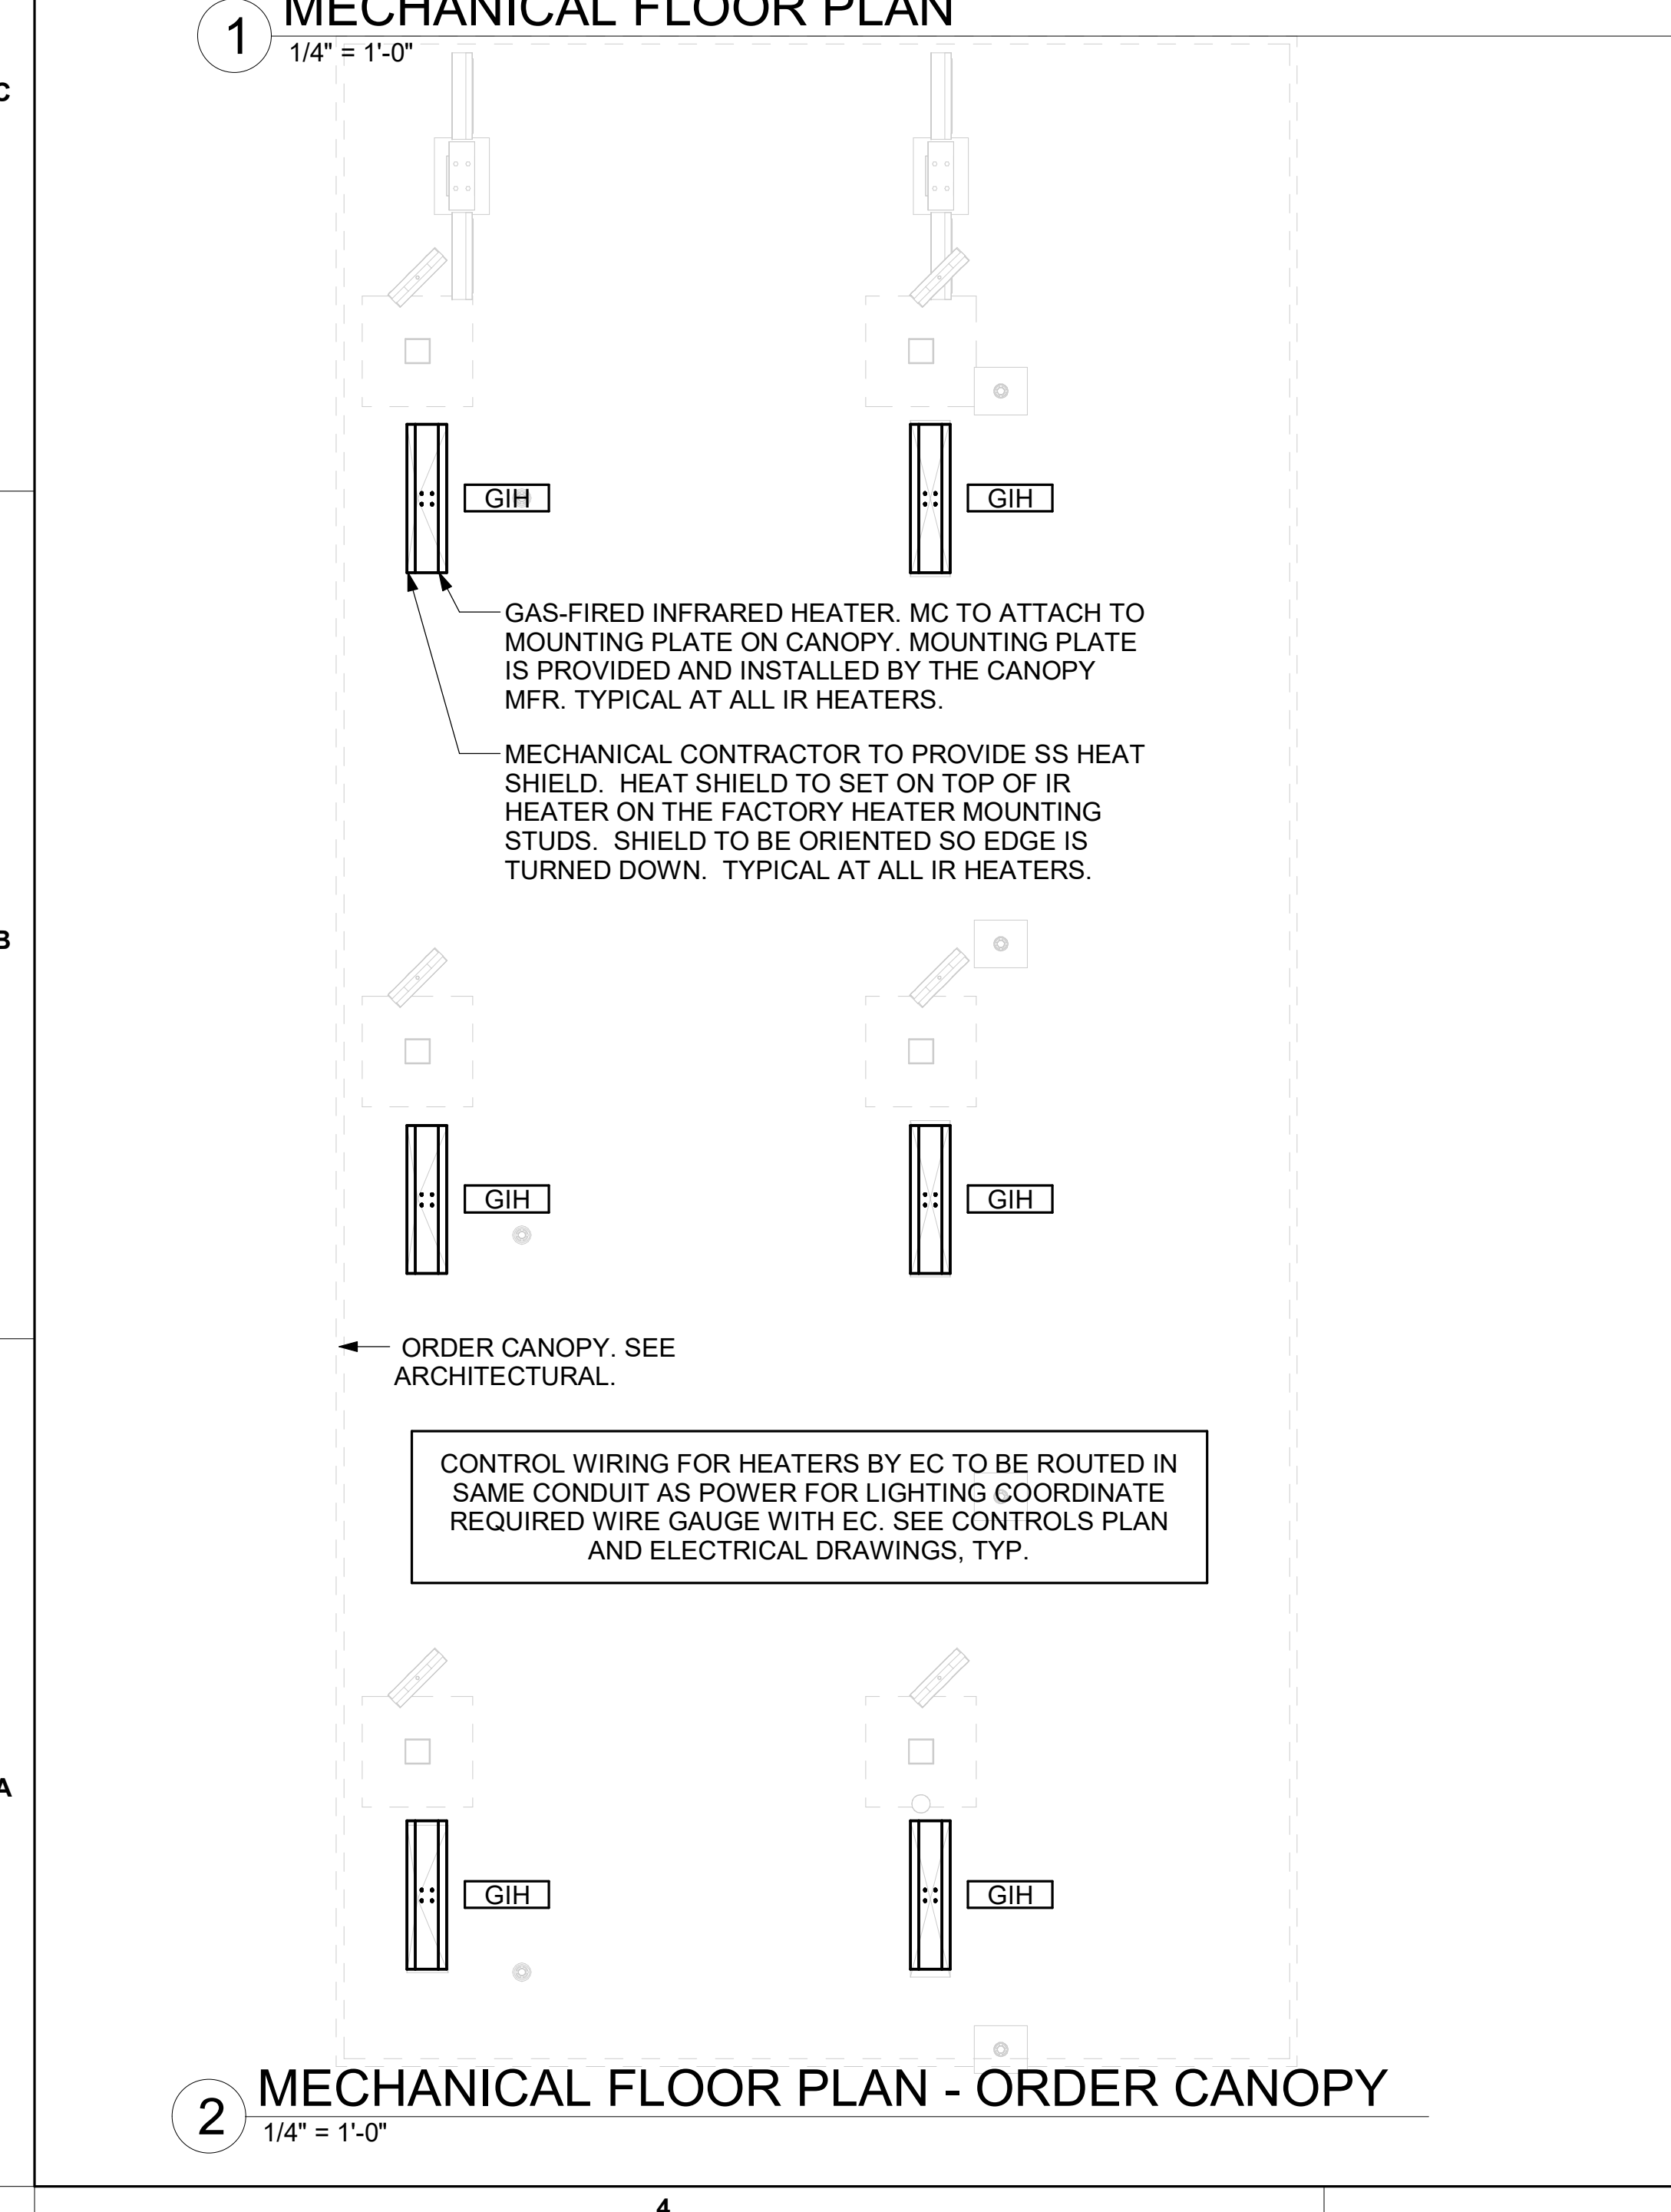 MECHANICAL FLOOR PLAN
1
1/4" = 1'-0"
C
GIH
GIH
GAS-FIRED INFRARED HEATER. MC TO ATTACH TO
MOUNTING PLATE ON CANOPY. MOUNTING PLATE
IS PROVIDED AND INSTALLED BY THE CANOPY
MFR. TYPICAL AT ALL IR HEATERS.
MECHANICAL CONTRACTOR TO PROVIDE SS HEAT
SHIELD. HEAT SHIELD TO SET ON TOP OF IR
HEATER ON THE FACTORY HEATER MOUNTING
STUDS. SHIELD TO BE ORIENTED SO EDGE IS
TURNED DOWN. TYPICAL AT ALL IR HEATERS.
B
GIH
GIH
ORDER CANOPY. SEE
ARCHITECTURAL.
CONTROL WIRING FOR HEATERS BY EC TO BE ROUTED IN
SAME CONDUIT AS POWER FOR LIGHTING COORDINATE
REQUIRED WIRE GAUGE WITH EC. SEE CONTROLS PLAN
AND ELECTRICAL DRAWINGS, TYP.
A
GIH
GIH
2
MECHANICAL FLOOR PLAN - ORDER CANOPY
1/4" = 1'-0"
4